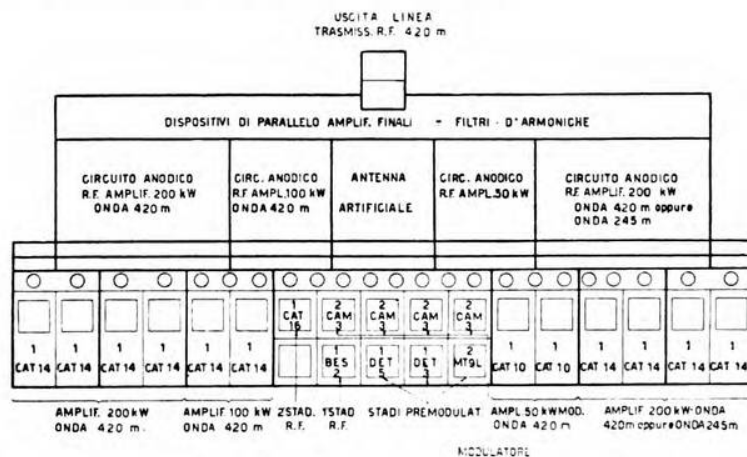 USCITA LINEA
TRASMISS. R.F. 420 m
DISPOSITIVI DI PARALLELO AMPLIF. FINALI - FILTRI - D'ARMONICHE
CIRCUITO ANODICO
R.F. AMPLIF. 200 kW
ONDA 420 m
CIRC. ANODICO
R.F. AMPL. 100 kW
ONDA 420 m
ANTENNA
ARTIFICIALE
CIRC. ANODICO
R.F. AMPL. 50 kW
CIRCUITO ANODICO
R.F. AMPLIF. 200 kW
ONDA 420 m. oppure
ONDA 245 m
1 CAT 14
1 CAT 14
1 CAT 14
1 CAT 14
1 CAT 14
1 CAT 14
1 CAT 16
2 CAM 3
2 CAM 3
2 CAM 3
2 CAM 3
1 BES 2
1 DET 5
1 DET 3
2 MT9L
1 CAT 10
1 CAT 10
1 CAT 14
1 CAT 14
1 CAT 14
1 CAT 14
AMPLIF. 200 kW
ONDA 420 m.
AMPLIF. 100 kW
ONDA 420 m
2STAD.
R.F.
1STAD
R.F.
STADI PREMODULAT.
AMPL. 50 kW MOD.
ONDA 420 m
AMPLIF 200 kW-ONDA
420m oppure ONDA 245m
MODULATORE